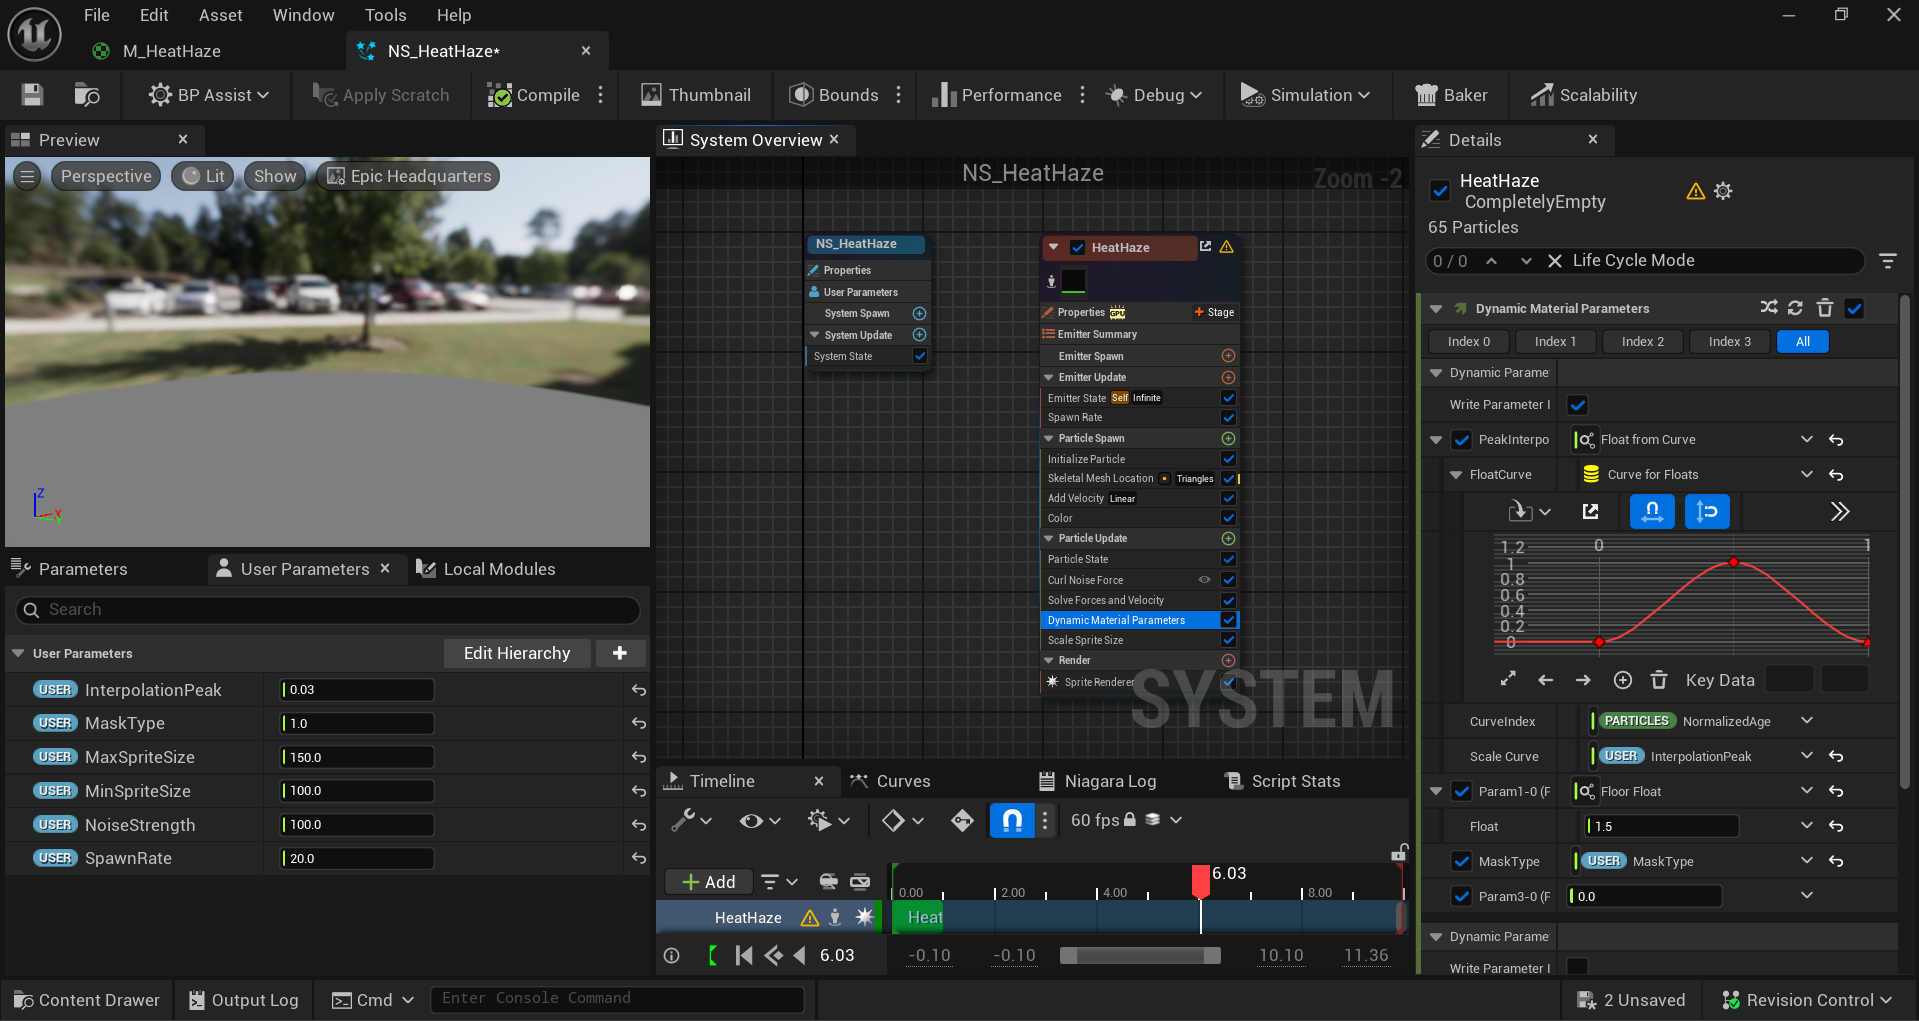 File Edit Asset Window Tools Help
M_HeatHaze
NS_HeatHaze*
BP Assist
Apply Scratch
Compile
Thumbnail
Bounds
Performance
Debug
Simulation
Baker
Scalability
Preview
Perspective
Lit
Show
Epic Headquarters
Z
X
Y
Parameters
User Parameters
Local Modules
Search
User Parameters
Edit Hierarchy
USER InterpolationPeak 0.03
USER MaskType 1.0
USER MaxSpriteSize 150.0
USER MinSpriteSize 100.0
USER NoiseStrength 100.0
USER SpawnRate 20.0
System Overview
NS_HeatHaze
Zoom -2
NS_HeatHaze
Properties
User Parameters
System Spawn
System Update
System State
HeatHaze
Properties GPU
Stage
Emitter Summary
Emitter Spawn
Emitter Update
Emitter State Self Infinite
Spawn Rate
Particle Spawn
Initialize Particle
Skeletal Mesh Location Triangles
Add Velocity Linear
Color
Particle Update
Particle State
Curl Noise Force
Solve Forces and Velocity
Dynamic Material Parameters
Scale Sprite Size
Render
Sprite Renderer
SYSTEM
Timeline
Curves
Niagara Log
Script Stats
60 fps
Add
6.03
0.00 2.00 4.00 8.00
HeatHaze
Heat
6.03
-0.10 -0.10 10.10 11.36
Details
HeatHaze
CompletelyEmpty
65 Particles
0 / 0
Life Cycle Mode
Dynamic Material Parameters
Index 0 Index 1 Index 2 Index 3 All
Dynamic Parame
Write Parameter I
PeakInterpo Float from Curve
FloatCurve Curve for Floats
0 1
1.2
1
0.8
0.6
0.4
0.2
0
Key Data
CurveIndex PARTICLES NormalizedAge
Scale Curve USER InterpolationPeak
Param1-0 (F Floor Float
Float 1.5
MaskType USER MaskType
Param3-0 (F 0.0
Dynamic Parame
Write Parameter I
Content Drawer
Output Log
Cmd
Enter Console Command
2 Unsaved
Revision Control